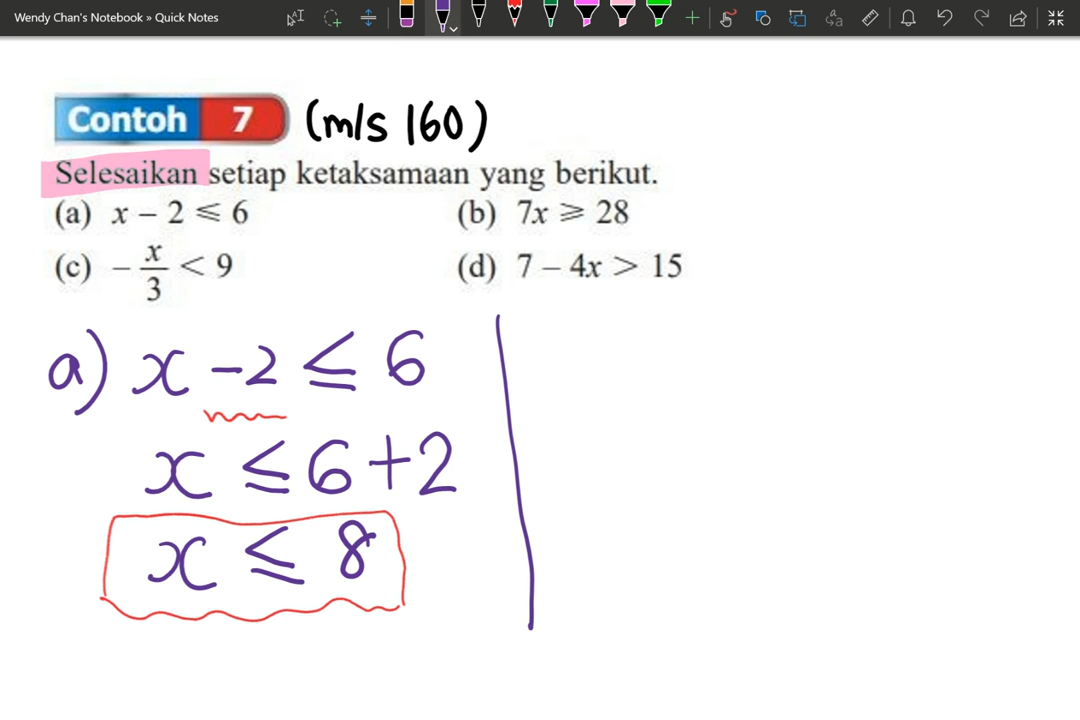 Wendy Chan's Notebook » Quick Notes
Contoh 7 (m/s 160)
Selesaikan setiap ketaksamaan yang berikut.
(a) x − 2 ⩽ 6 (b) 7x ⩾ 28
(c) − x/3 < 9 (d) 7 − 4x > 15
a) x − 2 ≤ 6
x ≤ 6 + 2
x ≤ 8